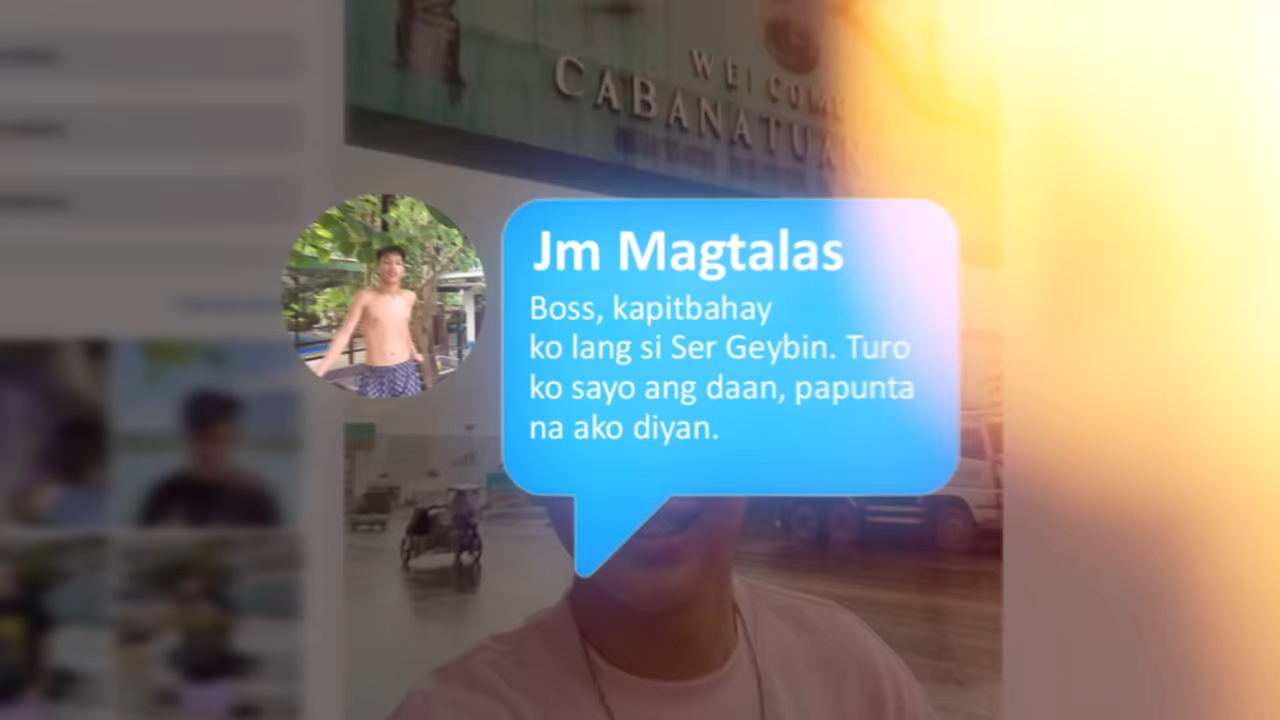 WELCOME
CABANATUAN
Jm Magtalas
Boss, kapitbahay
ko lang si Ser Geybin. Turo
ko sayo ang daan, papunta
na ako diyan.